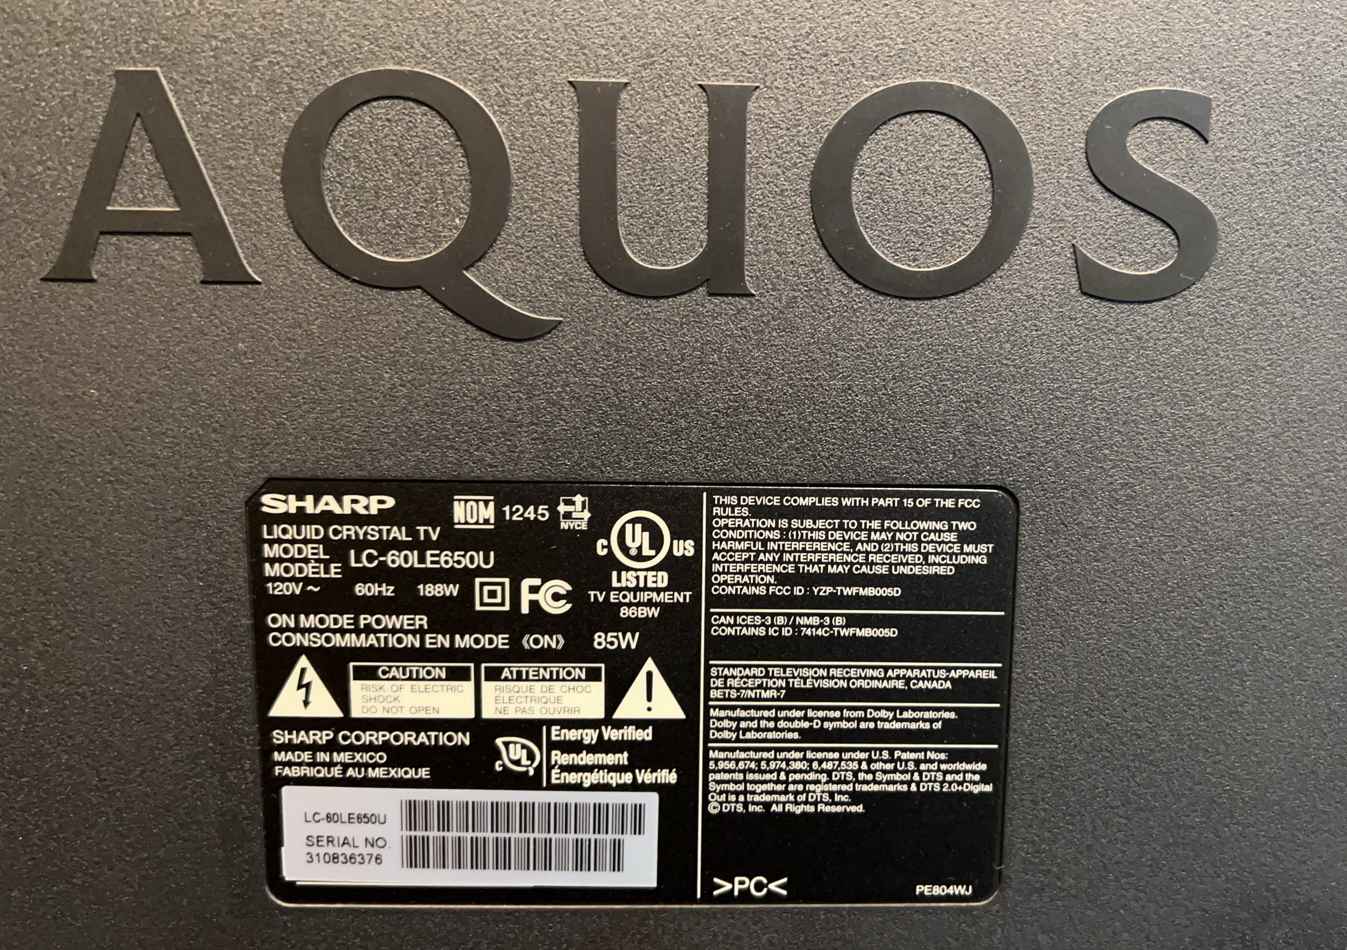 AQUOS
SHARP
NOM 1245 NYCE
LIQUID CRYSTAL TV
MODEL
MODÈLE LC-60LE650U
120V ~ 60Hz 188W FC
C UL US
LISTED
TV EQUIPMENT
86BW
ON MODE POWER
CONSOMMATION EN MODE 《ON》 85W
CAUTION
RISK OF ELECTRIC
SHOCK
DO NOT OPEN
ATTENTION
RISQUE DE CHOC
ÉLECTRIQUE
NE PAS OUVRIR
SHARP CORPORATION
MADE IN MEXICO
FABRIQUÉ AU MEXIQUE
C UL US
Energy Verified
Rendement
Énergétique Vérifié
LC-60LE650U
SERIAL NO.
310836376
THIS DEVICE COMPLIES WITH PART 15 OF THE FCC
RULES.
OPERATION IS SUBJECT TO THE FOLLOWING TWO
CONDITIONS : (1)THIS DEVICE MAY NOT CAUSE
HARMFUL INTERFERENCE, AND (2)THIS DEVICE MUST
ACCEPT ANY INTERFERENCE RECEIVED, INCLUDING
INTERFERENCE THAT MAY CAUSE UNDESIRED
OPERATION.
CONTAINS FCC ID : YZP-TWFMB005D
CAN ICES-3 (B) / NMB-3 (B)
CONTAINS IC ID : 7414C-TWFMB005D
STANDARD TELEVISION RECEIVING APPARATUS-APPAREIL
DE RÉCEPTION TÉLÉVISION ORDINAIRE, CANADA
BETS-7/NTMR-7
Manufactured under license from Dolby Laboratories.
Dolby and the double-D symbol are trademarks of
Dolby Laboratories.
Manufactured under license under U.S. Patent Nos:
5,956,674; 5,974,380; 6,487,535 & other U.S. and worldwide
patents issued & pending. DTS, the Symbol & DTS and the
Symbol together are registered trademarks & DTS 2.0+Digital
Out is a trademark of DTS, Inc.
© DTS, Inc. All Rights Reserved.
>PC< PE804WJ